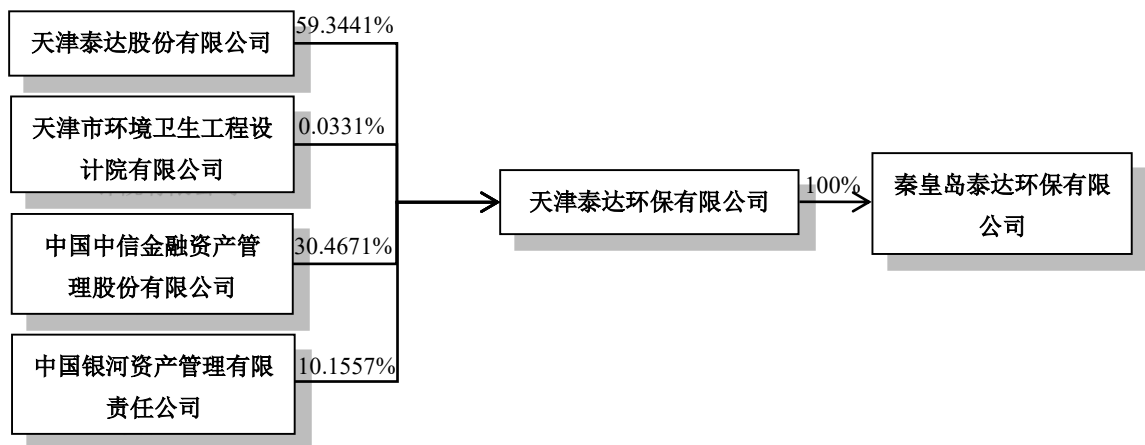 天津泰达股份有限公司
59.3441%
天津市环境卫生工程设
计院有限公司
0.0331%
中国中信金融资产管
理股份有限公司
30.4671%
中国银河资产管理有限
责任公司
10.1557%
天津泰达环保有限公司
100%
秦皇岛泰达环保有限
公司